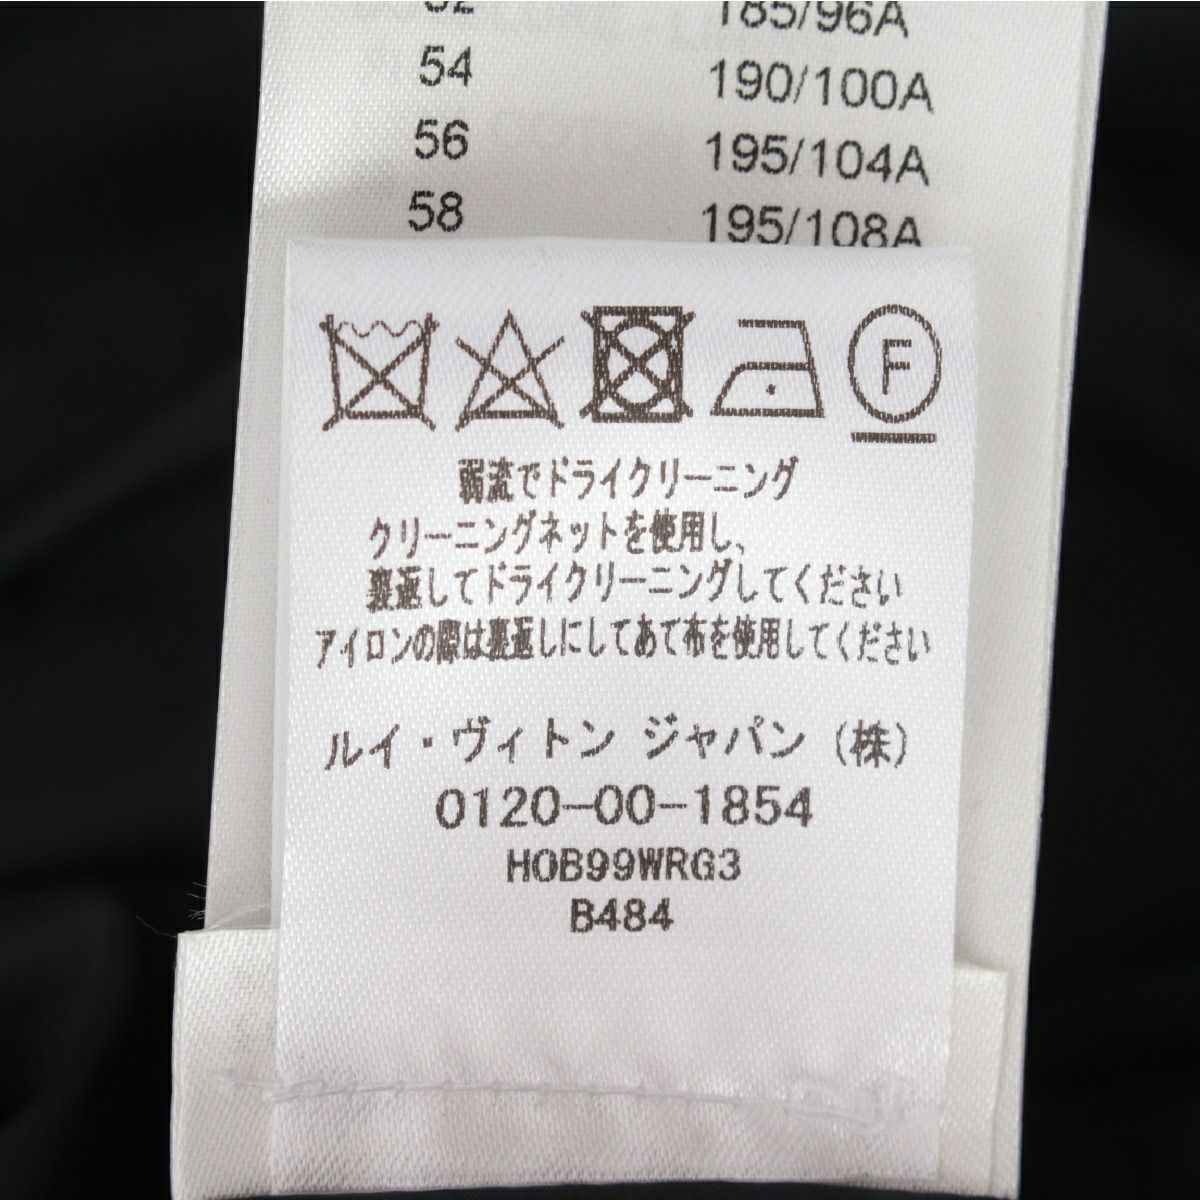 52 185/96A
54 190/100A
56 195/104A
58 195/108A
F
弱流でドライクリーニング
クリーニングネットを使用し、
裏返してドライクリーニングしてください
アイロンの際は裏返しにしてあて布を使用してください
ルイ・ヴィトン ジャパン（株）
0120-00-1854
H0B99WRG3
B484